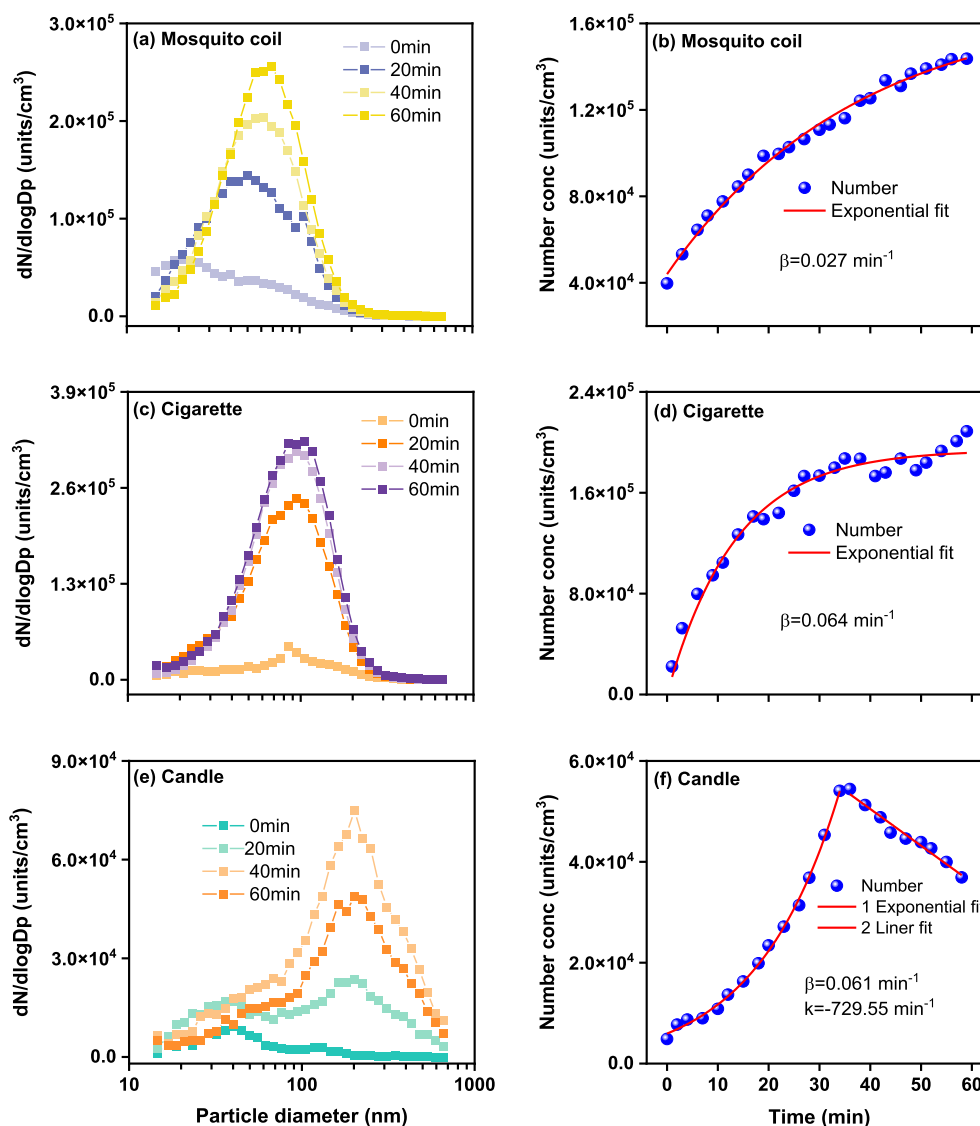 (a) Mosquito coil
3.0×10⁵
2.0×10⁵
1.0×10⁵
0.0
dN/dlogDp (units/cm³)
0min
20min
40min
60min
(b) Mosquito coil
1.6×10⁵
1.2×10⁵
8.0×10⁴
4.0×10⁴
Number conc (units/cm³)
Number
Exponential fit
β=0.027 min⁻¹
(c) Cigarette
3.9×10⁵
2.6×10⁵
1.3×10⁵
0.0
dN/dlogDp (units/cm³)
0min
20min
40min
60min
(d) Cigarette
2.4×10⁵
1.6×10⁵
8.0×10⁴
0.0
Number conc (units/cm³)
Number
Exponential fit
β=0.064 min⁻¹
(e) Candle
9.0×10⁴
6.0×10⁴
3.0×10⁴
0.0
dN/dlogDp (units/cm³)
0min
20min
40min
60min
10 100 1000
Particle diameter (nm)
(f) Candle
6.0×10⁴
4.0×10⁴
2.0×10⁴
0.0
Number conc (units/cm³)
Number
1 Exponential fi
2 Liner fit
β=0.061 min⁻¹
k=-729.55 min⁻¹
0 10 20 30 40 50 60
Time (min)